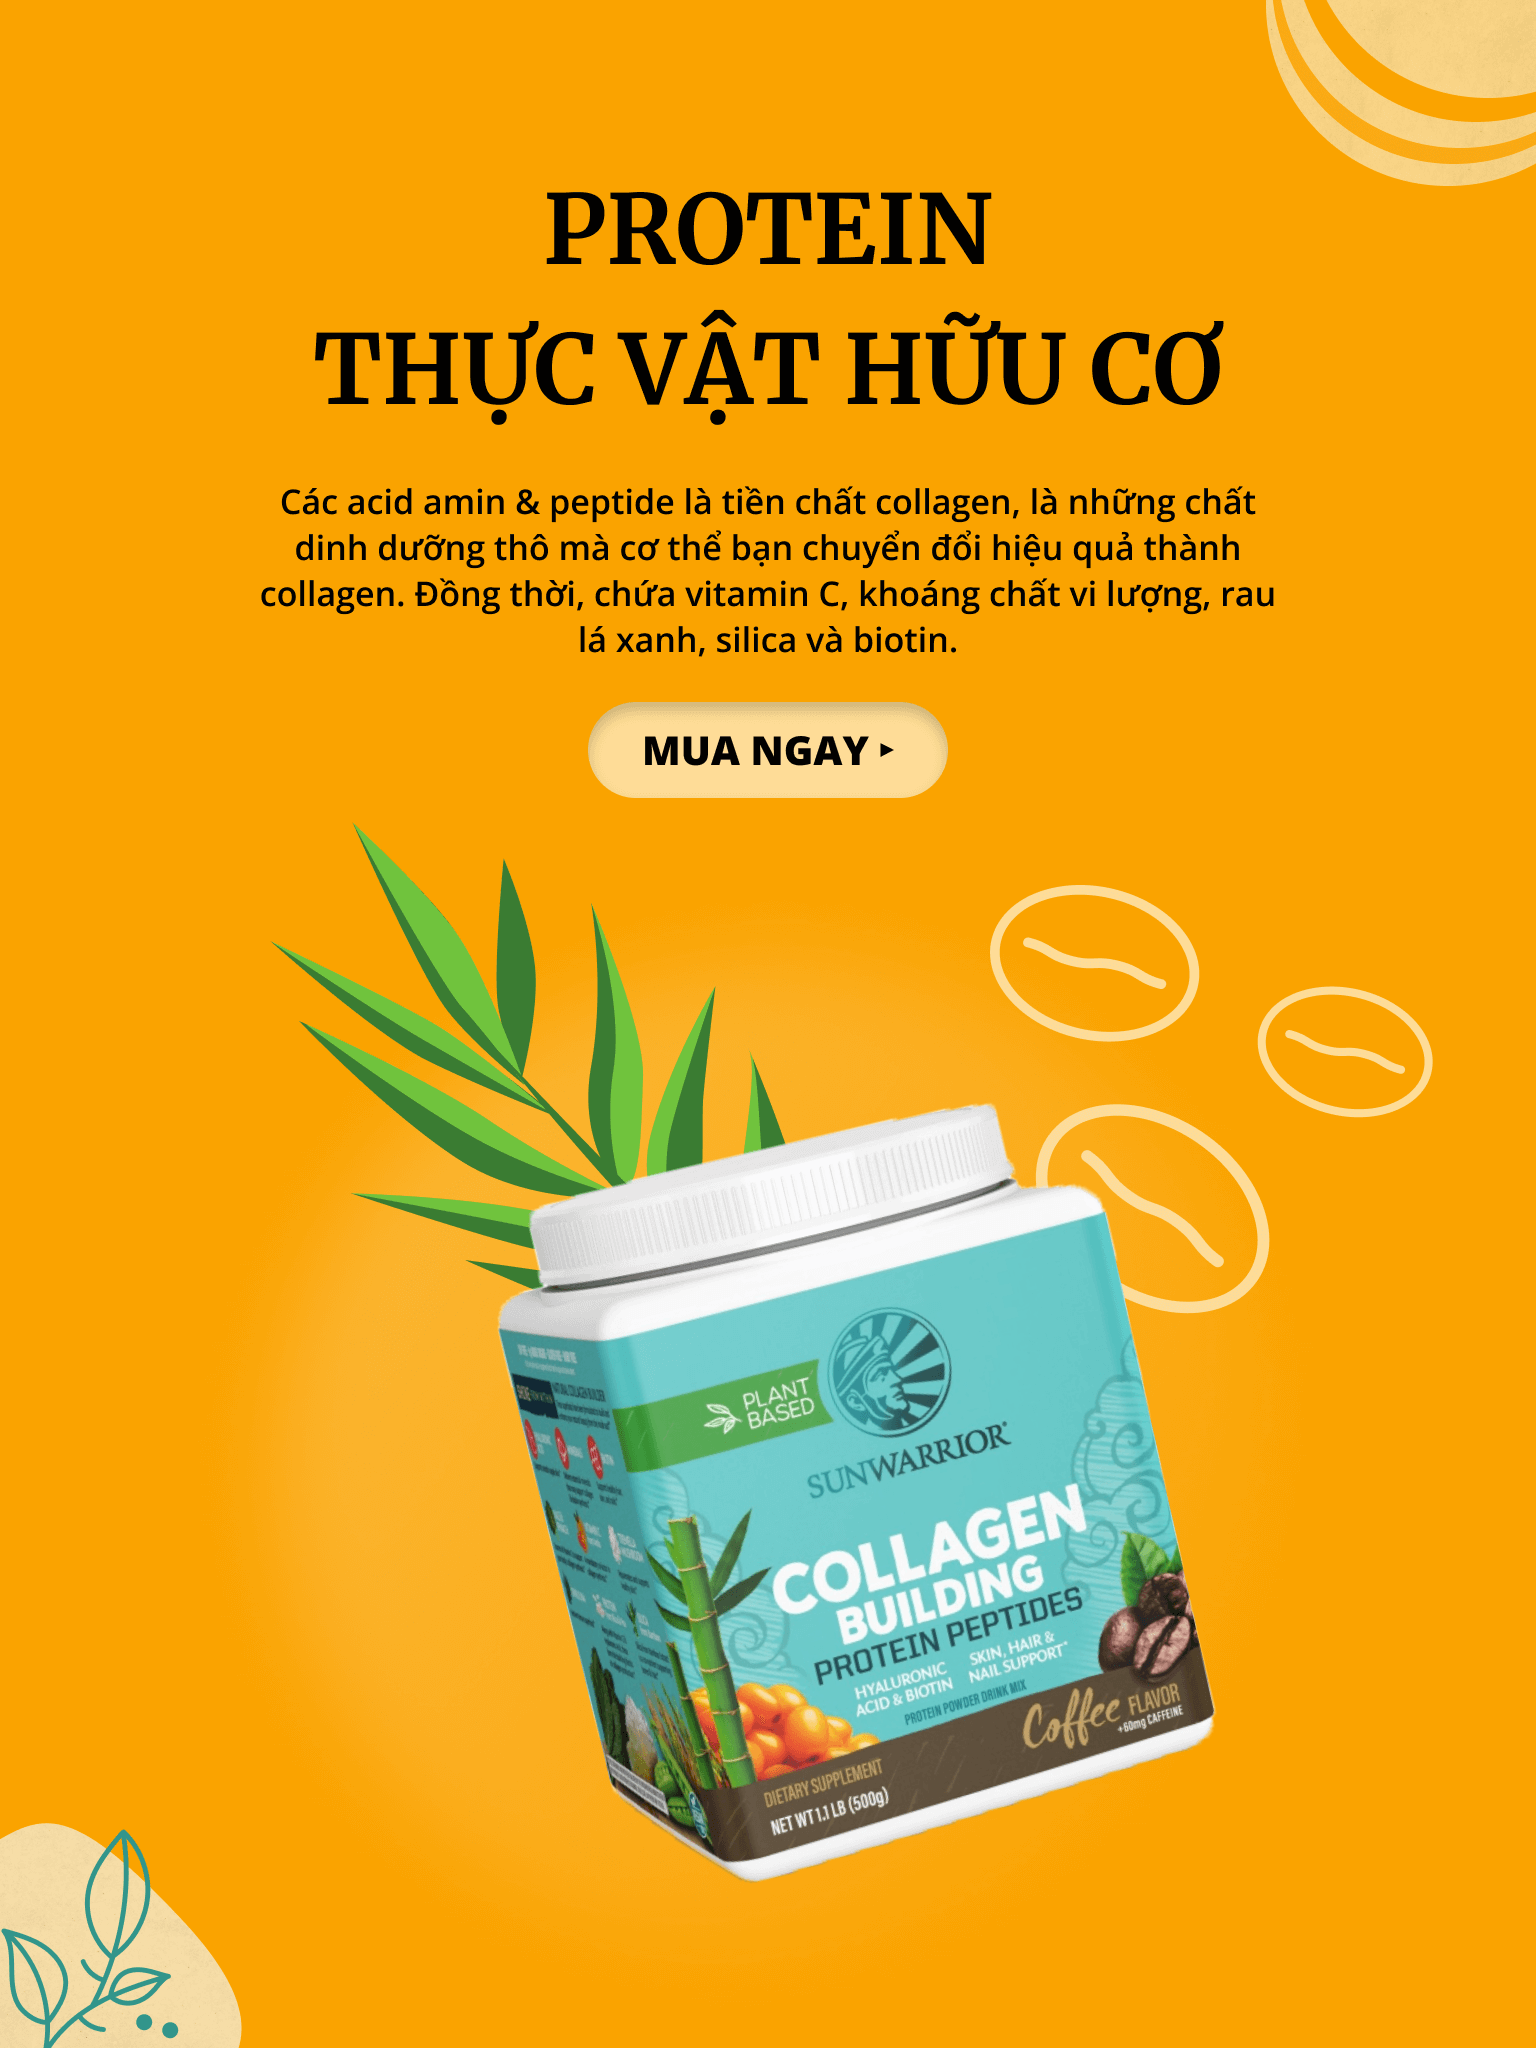 PROTEIN
THỰC VẬT HỮU CƠ
Các acid amin & peptide là tiền chất collagen, là những chất
dinh dưỡng thô mà cơ thể bạn chuyển đổi hiệu quả thành
collagen. Đồng thời, chứa vitamin C, khoáng chất vi lượng, rau
lá xanh, silica và biotin.
MUA NGAY ▸
PLANT
BASED
SUNWARRIOR®
COLLAGEN
BUILDING
PROTEIN PEPTIDES
HYALURONIC
ACID & BIOTIN
SKIN, HAIR &
NAIL SUPPORT*
PROTEIN POWDER DRINK MIX
Coffee FLAVOR
+60mg CAFFEINE
DIETARY SUPPLEMENT
NET WT 1.1 LB (500g)